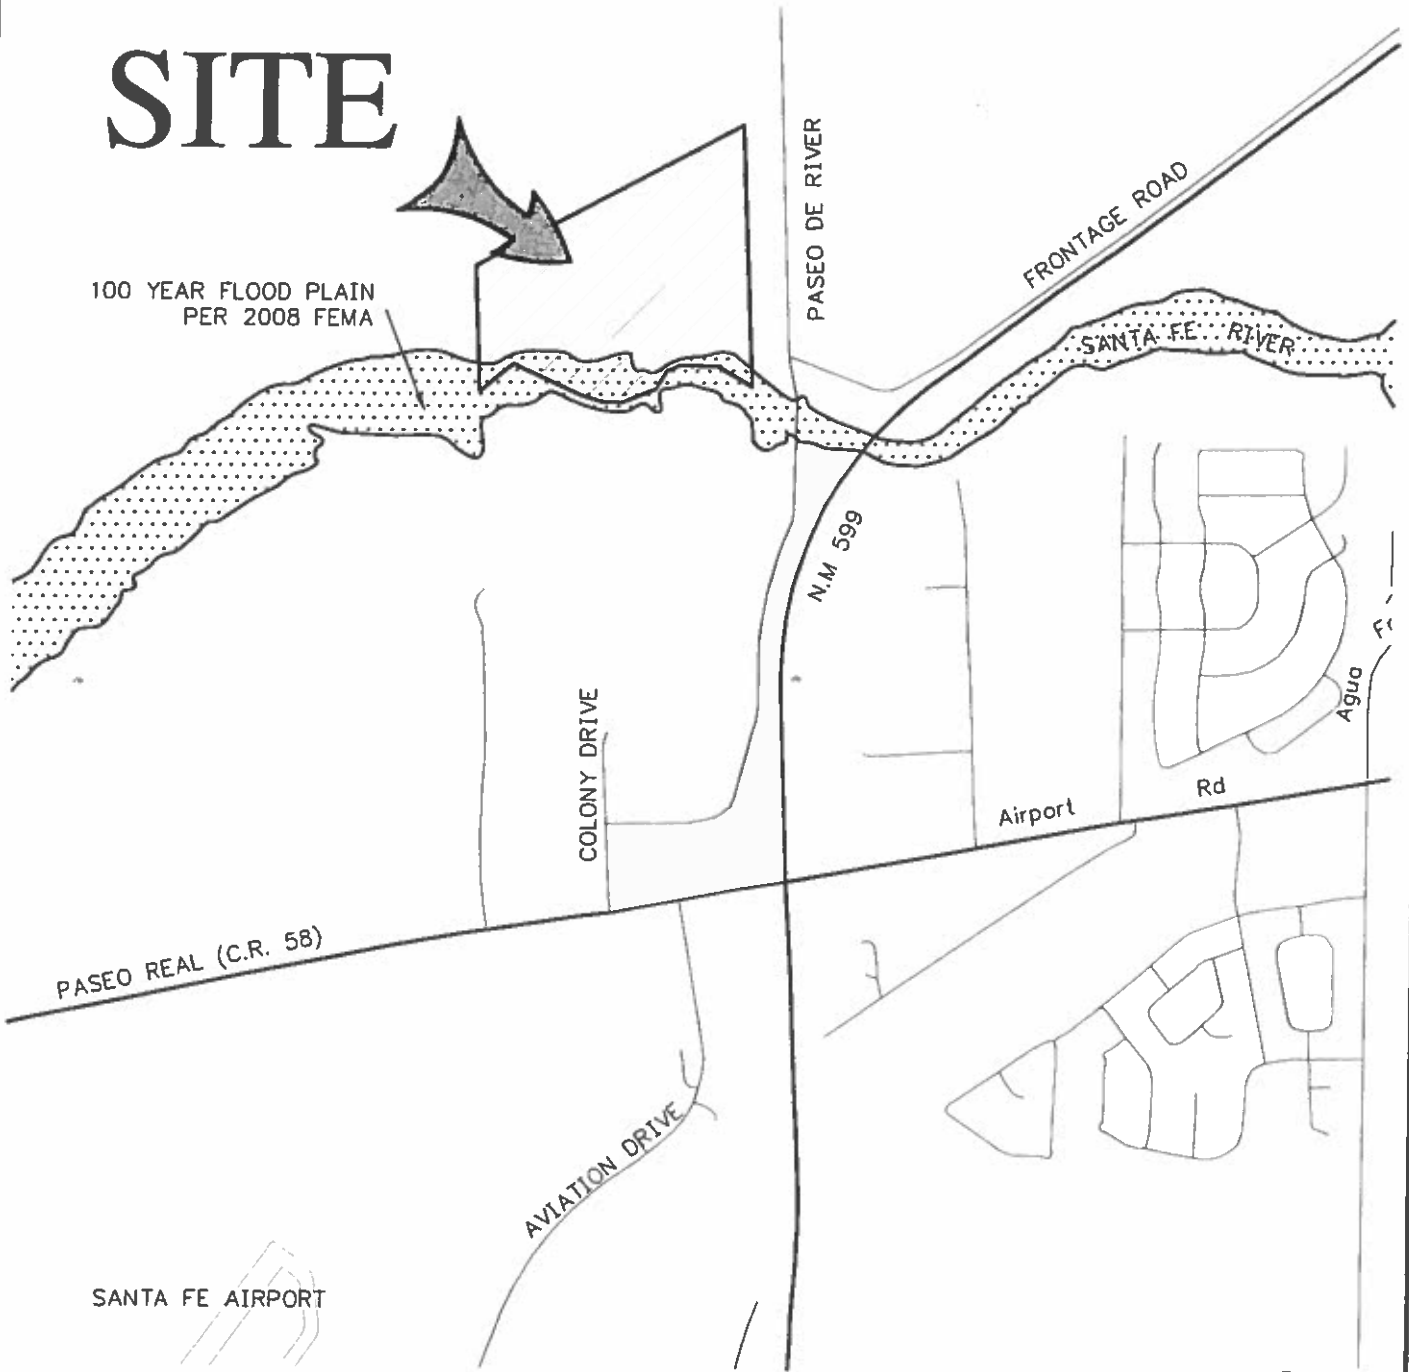 SITE
PASEO DE RIVER
FRONTAGE ROAD
100 YEAR FLOOD PLAIN
PER 2008 FEMA
SANTA FE RIVER
N.M 599
COLONY DRIVE
Agua
Airport Rd
PASEO REAL (C.R. 58)
AVIATION DRIVE
SANTA FE AIRPORT